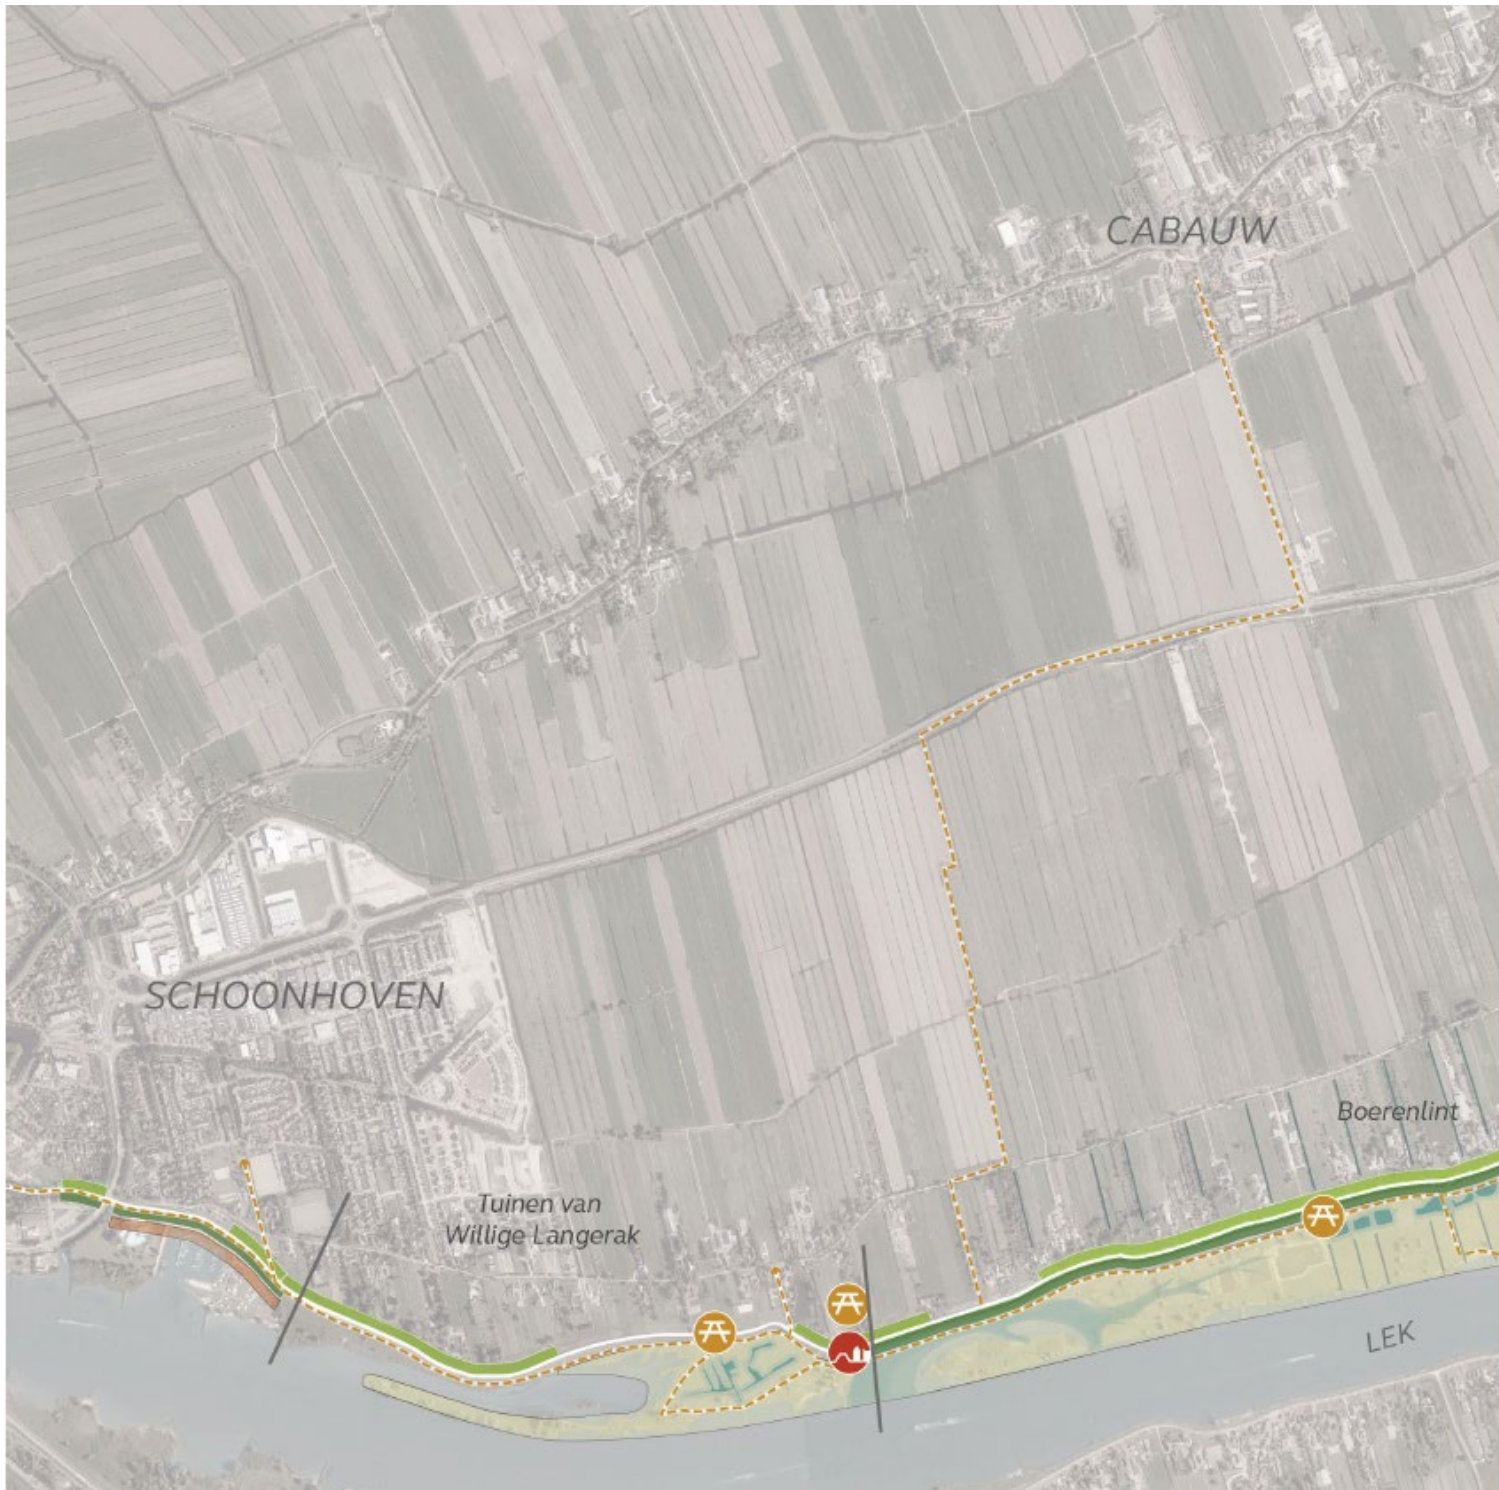 CABAUW
SCHOONHOVEN
Boerenlint
Tuinen van
Willige Langerak
LEK